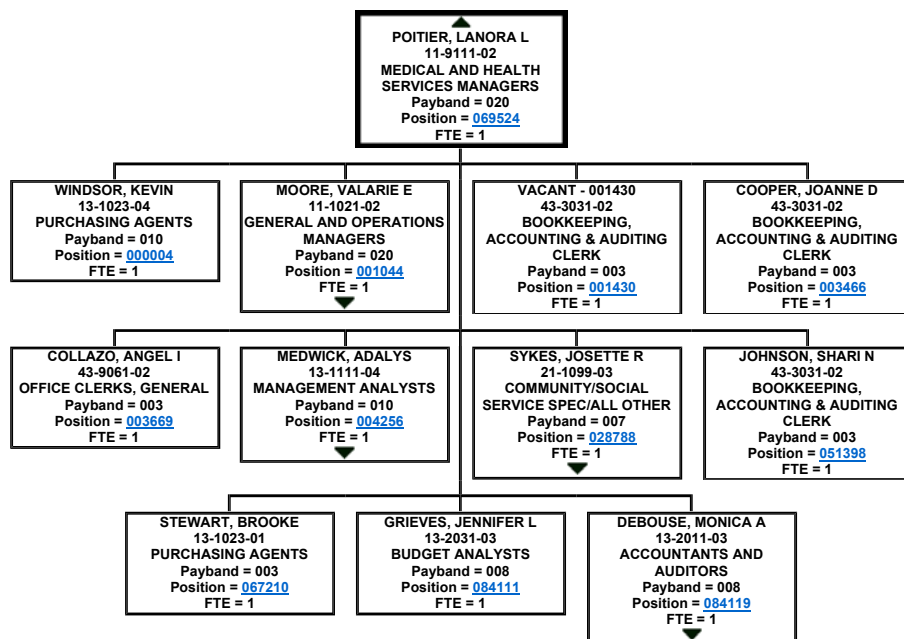 POITIER, LANORA L
11-9111-02
MEDICAL AND HEALTH
SERVICES MANAGERS
Payband = 020
Position = 069524
FTE = 1
WINDSOR, KEVIN
13-1023-04
PURCHASING AGENTS
Payband = 010
Position = 000004
FTE = 1
MOORE, VALARIE E
11-1021-02
GENERAL AND OPERATIONS
MANAGERS
Payband = 020
Position = 001044
FTE = 1
VACANT - 001430
43-3031-02
BOOKKEEPING,
ACCOUNTING & AUDITING
CLERK
Payband = 003
Position = 001430
FTE = 1
COOPER, JOANNE D
43-3031-02
BOOKKEEPING,
ACCOUNTING & AUDITING
CLERK
Payband = 003
Position = 003466
FTE = 1
COLLAZO, ANGEL I
43-9061-02
OFFICE CLERKS, GENERAL
Payband = 003
Position = 003669
FTE = 1
MEDWICK, ADALYS
13-1111-04
MANAGEMENT ANALYSTS
Payband = 010
Position = 004256
FTE = 1
SYKES, JOSETTE R
21-1099-03
COMMUNITY/SOCIAL
SERVICE SPEC/ALL OTHER
Payband = 007
Position = 028788
FTE = 1
JOHNSON, SHARI N
43-3031-02
BOOKKEEPING,
ACCOUNTING & AUDITING
CLERK
Payband = 003
Position = 051398
FTE = 1
STEWART, BROOKE
13-1023-01
PURCHASING AGENTS
Payband = 003
Position = 067210
FTE = 1
GRIEVES, JENNIFER L
13-2031-03
BUDGET ANALYSTS
Payband = 008
Position = 084111
FTE = 1
DEBOUSE, MONICA A
13-2011-03
ACCOUNTANTS AND
AUDITORS
Payband = 008
Position = 084119
FTE = 1